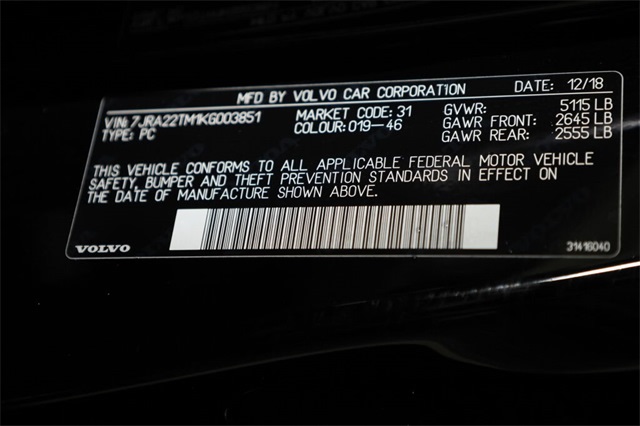 MFD BY VOLVO CAR CORPORATION DATE: 12/18
VIN: 7JRA22TM1KG003851 MARKET CODE: 31 GVWR: 5115 LB
TYPE: PC COLOUR: 019-46 GAWR FRONT: 2645 LB
GAWR REAR: 2555 LB
THIS VEHICLE CONFORMS TO ALL APPLICABLE FEDERAL MOTOR VEHICLE
SAFETY, BUMPER AND THEFT PREVENTION STANDARDS IN EFFECT ON
THE DATE OF MANUFACTURE SHOWN ABOVE.
VOLVO 31416040